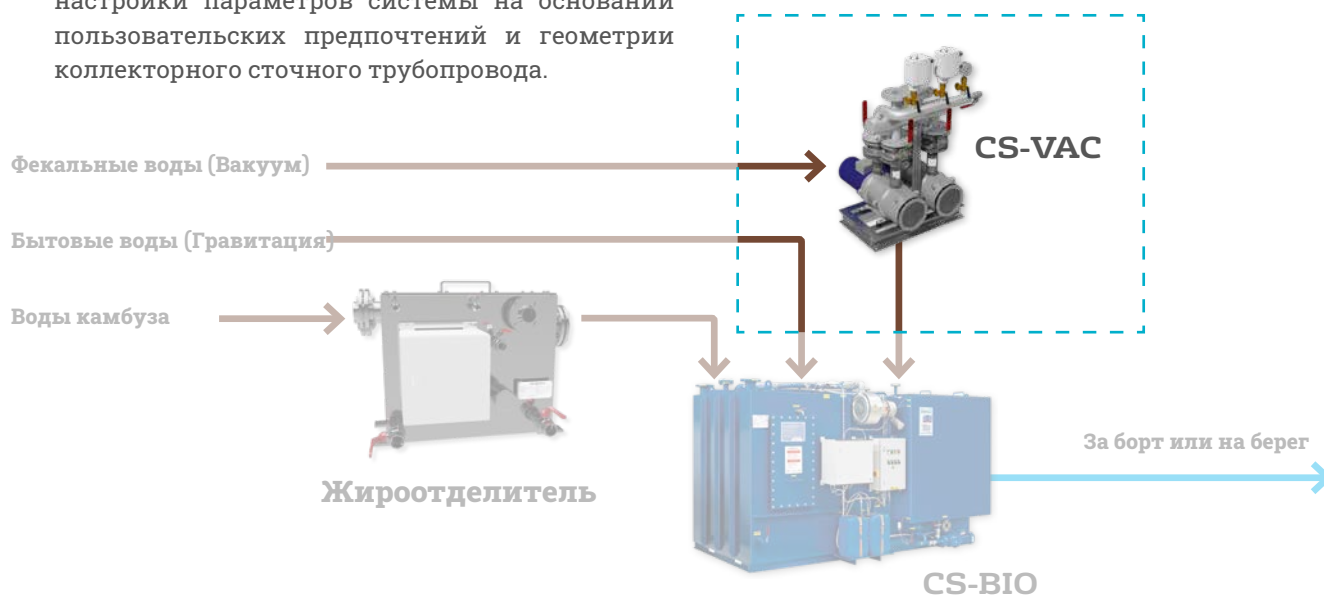 настройки параметров системы на основании
пользовательских предпочтений и геометрии
коллекторного сточного трубопровода.
CS-VAC
Фекальные воды (Вакуум)
Бытовые воды (Гравитация)
Воды камбуза
За борт или на берег
Жироотделитель
CS-BIO